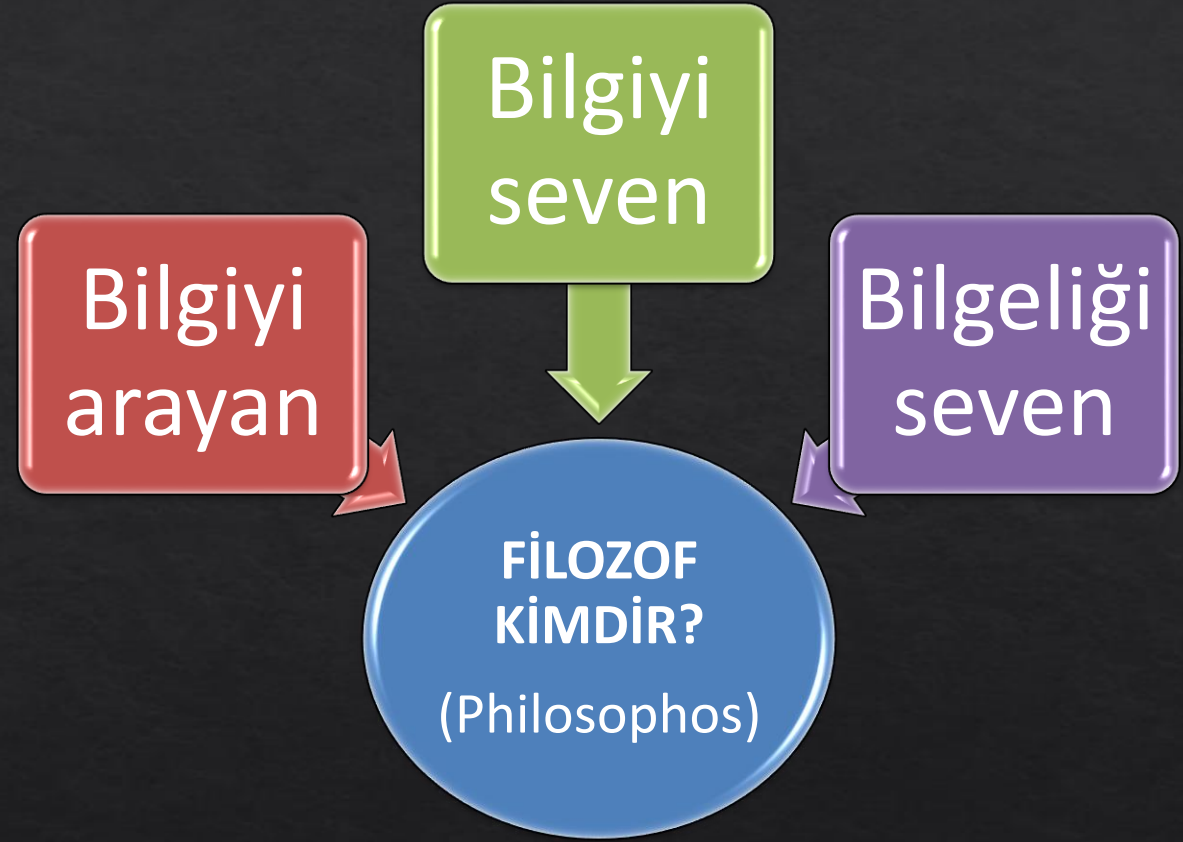 Bilgiyi
seven
Bilgiyi
arayan
Bilgeliği
seven
FİLOZOF
KİMDİR?
(Philosophos)